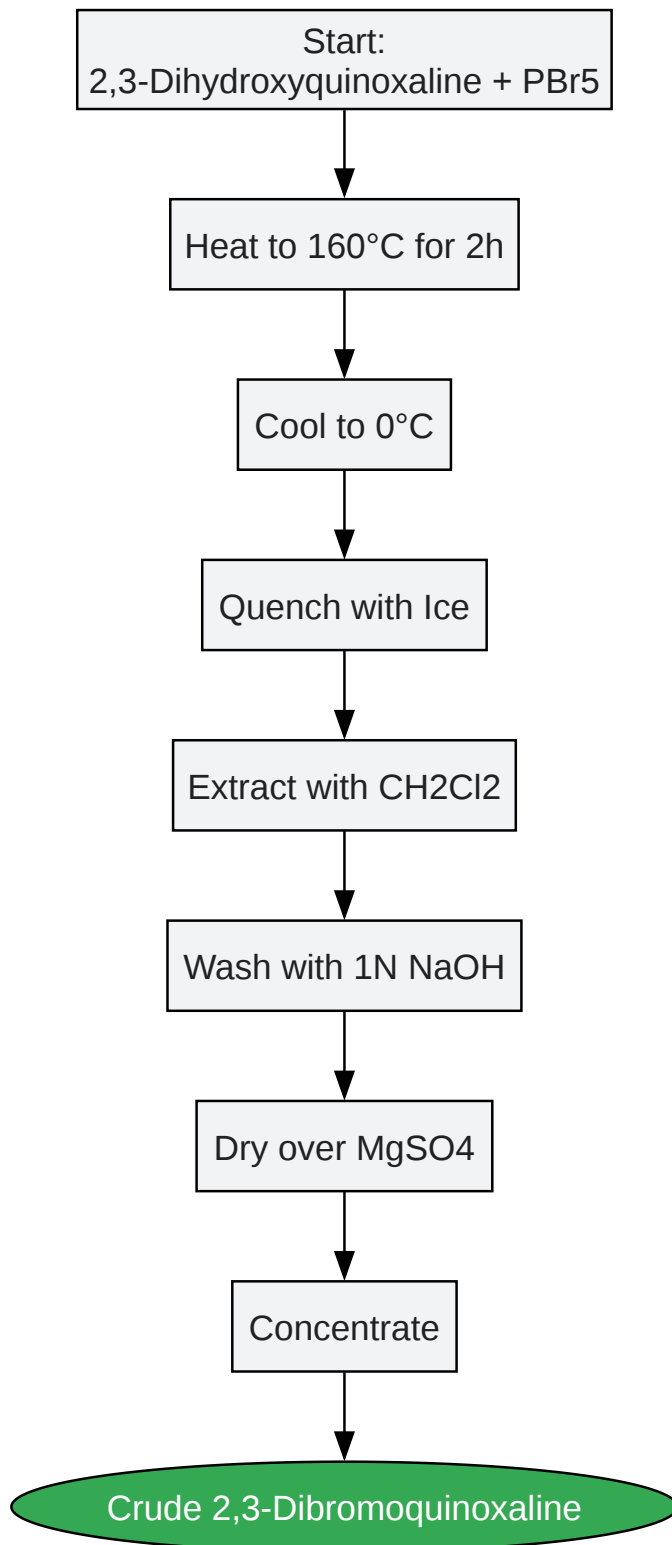 Start:
2,3-Dihydroxyquinoxaline + PBr5
Heat to 160°C for 2h
Cool to 0°C
Quench with Ice
Extract with CH2Cl2
Wash with 1N NaOH
Dry over MgSO4
Concentrate
Crude 2,3-Dibromoquinoxaline